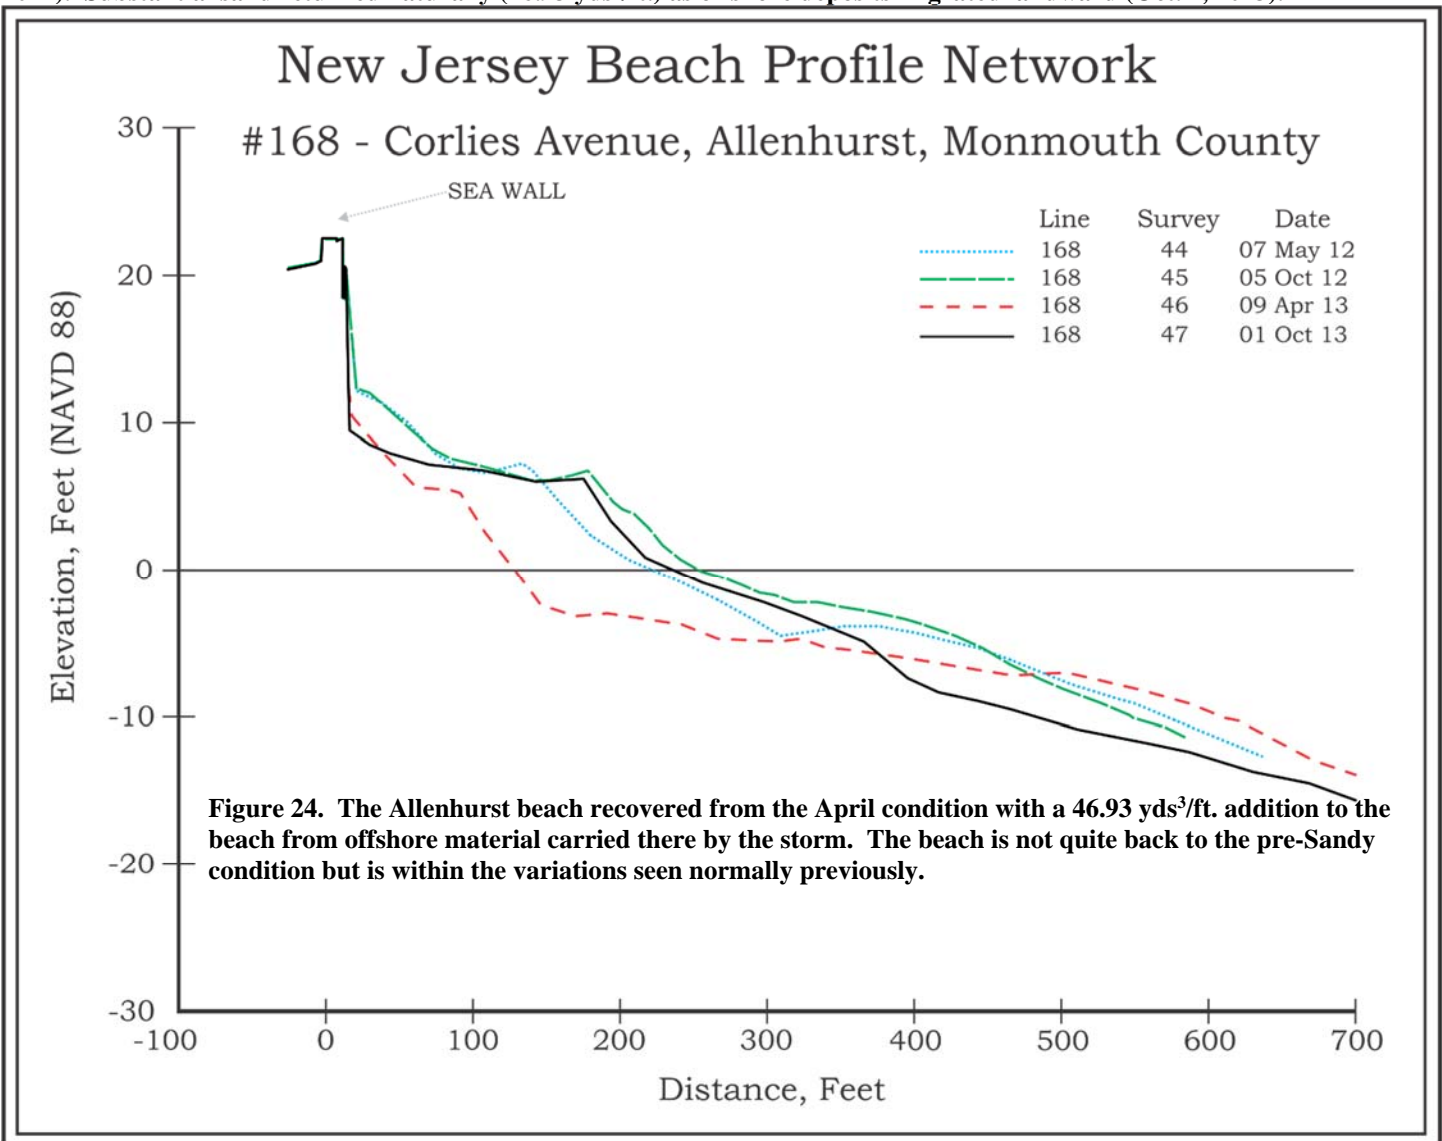 New Jersey Beach Profile Network
#168 - Corlies Avenue, Allenhurst, Monmouth County
SEA WALL
Line Survey Date
168 44 07 May 12
168 45 05 Oct 12
168 46 09 Apr 13
168 47 01 Oct 13
Elevation, Feet (NAVD 88)
30
20
10
0
-10
-20
-30
Figure 24. The Allenhurst beach recovered from the April condition with a 46.93 yds³/ft. addition to the
beach from offshore material carried there by the storm. The beach is not quite back to the pre-Sandy
condition but is within the variations seen normally previously.
-100 0 100 200 300 400 500 600 700
Distance, Feet